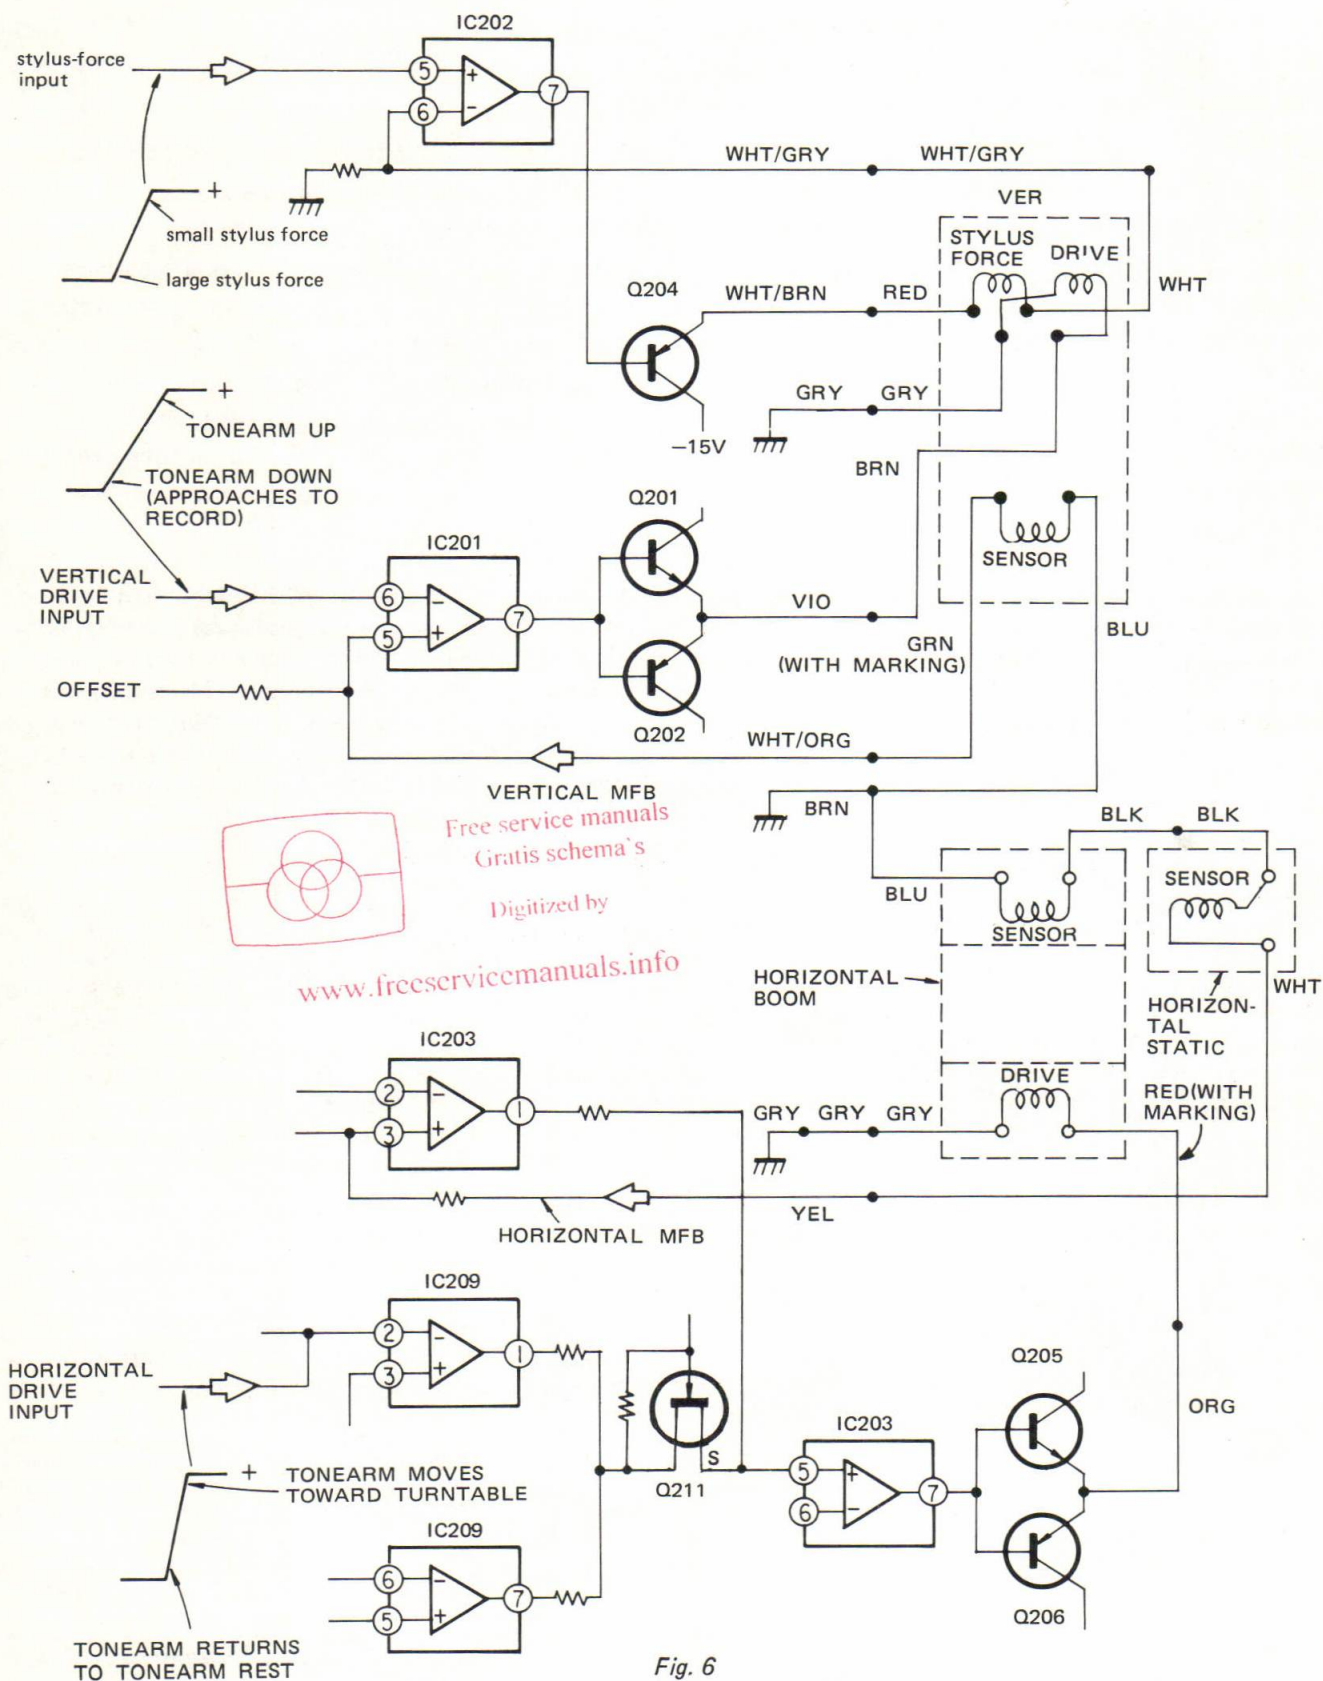 IC202
stylus-force
input
5
6
7
+
−
WHT/GRY
WHT/GRY
+
small stylus force
large stylus force
VER
STYLUS
FORCE
DRIVE
WHT
Q204
WHT/BRN
RED
GRY
GRY
−15V
BRN
+
TONEARM UP
TONEARM DOWN
(APPROACHES TO
RECORD)
Q201
IC201
SENSOR
VERTICAL
DRIVE
INPUT
6
5
7
−
+
VIO
GRN
(WITH MARKING)
BLU
OFFSET
Q202
WHT/ORG
VERTICAL MFB
BRN
BLK
BLK
Free service manuals
Gratis schema`s
Digitized by
www.freeservicemanuals.info
BLU
SENSOR
SENSOR
HORIZONTAL
BOOM
WHT
HORIZON-
TAL
STATIC
IC203
2
3
1
−
+
DRIVE
RED(WITH
MARKING)
GRY
GRY
GRY
YEL
HORIZONTAL MFB
IC209
2
3
1
−
+
HORIZONTAL
DRIVE
INPUT
S
Q211
IC203
5
6
7
+
−
Q205
ORG
+
TONEARM MOVES
TOWARD TURNTABLE
IC209
6
5
7
−
+
Q206
TONEARM RETURNS
TO TONEARM REST
Fig. 6